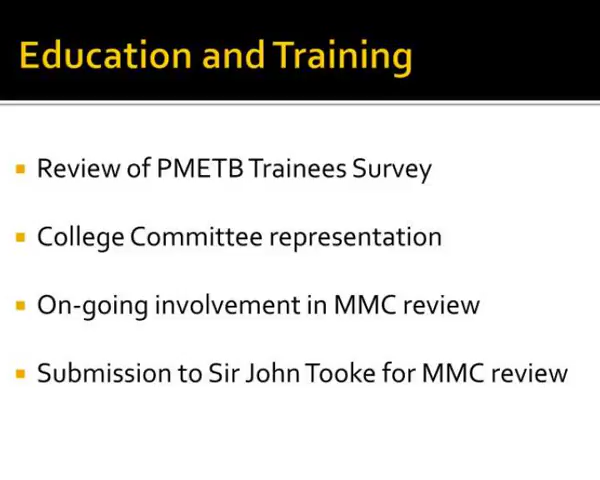 Education and Training
Review of PMETB Trainees Survey
College Committee representation
On-going involvement in MMC review
Submission to Sir John Tooke for MMC review